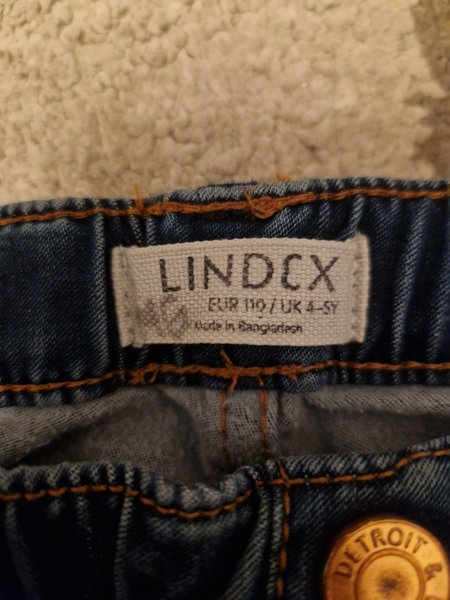 LINDEX
EUR 110 / UK 4-5Y
Made in Bangladesh
DETROIT &